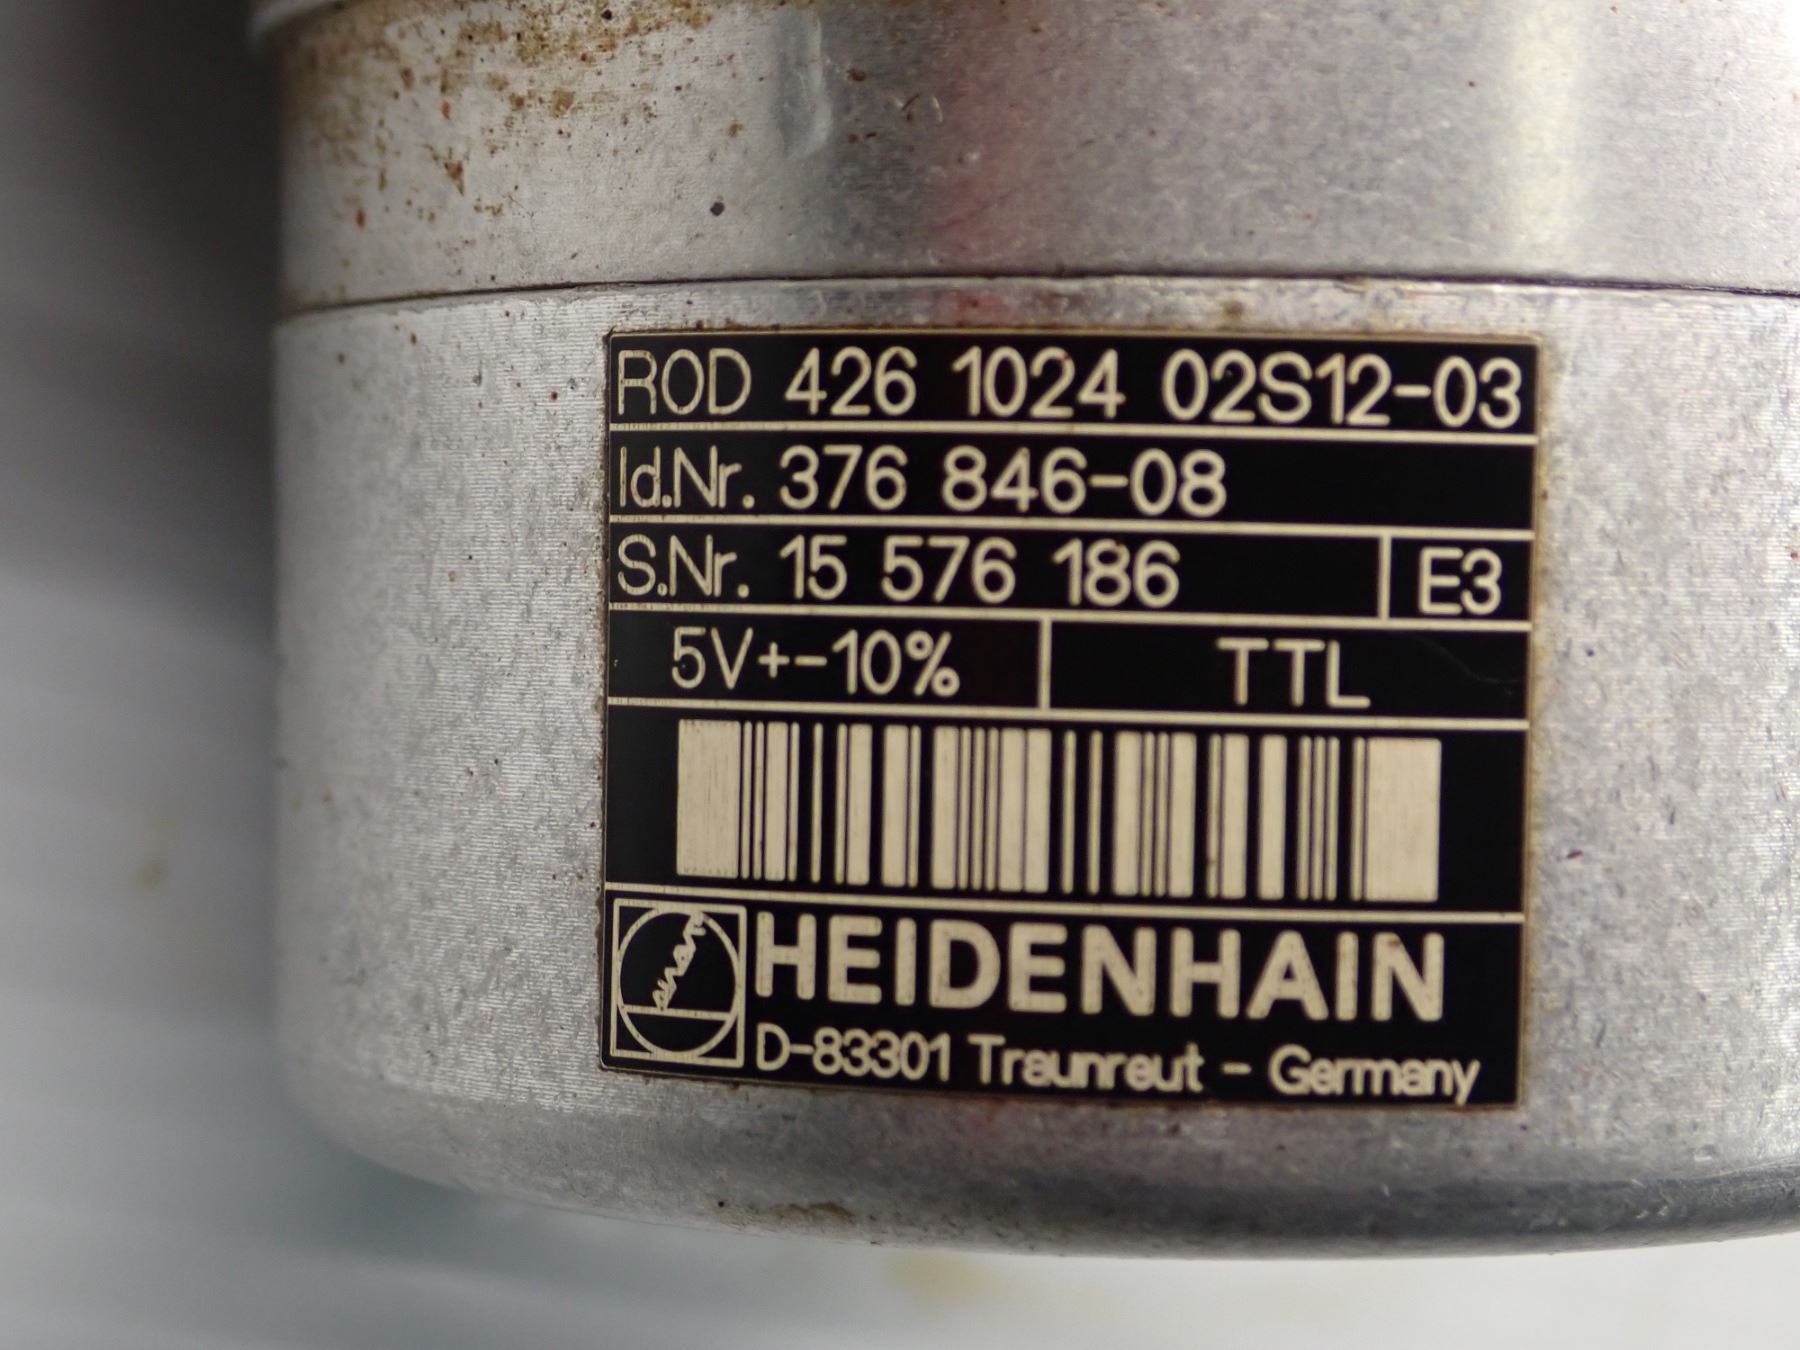 ROD 426 1024 02S12-03
Id.Nr. 376 846-08
S.Nr. 15 576 186 E3
5V+-10% TTL
HEIDENHAIN
D-83301 Traunreut - Germany